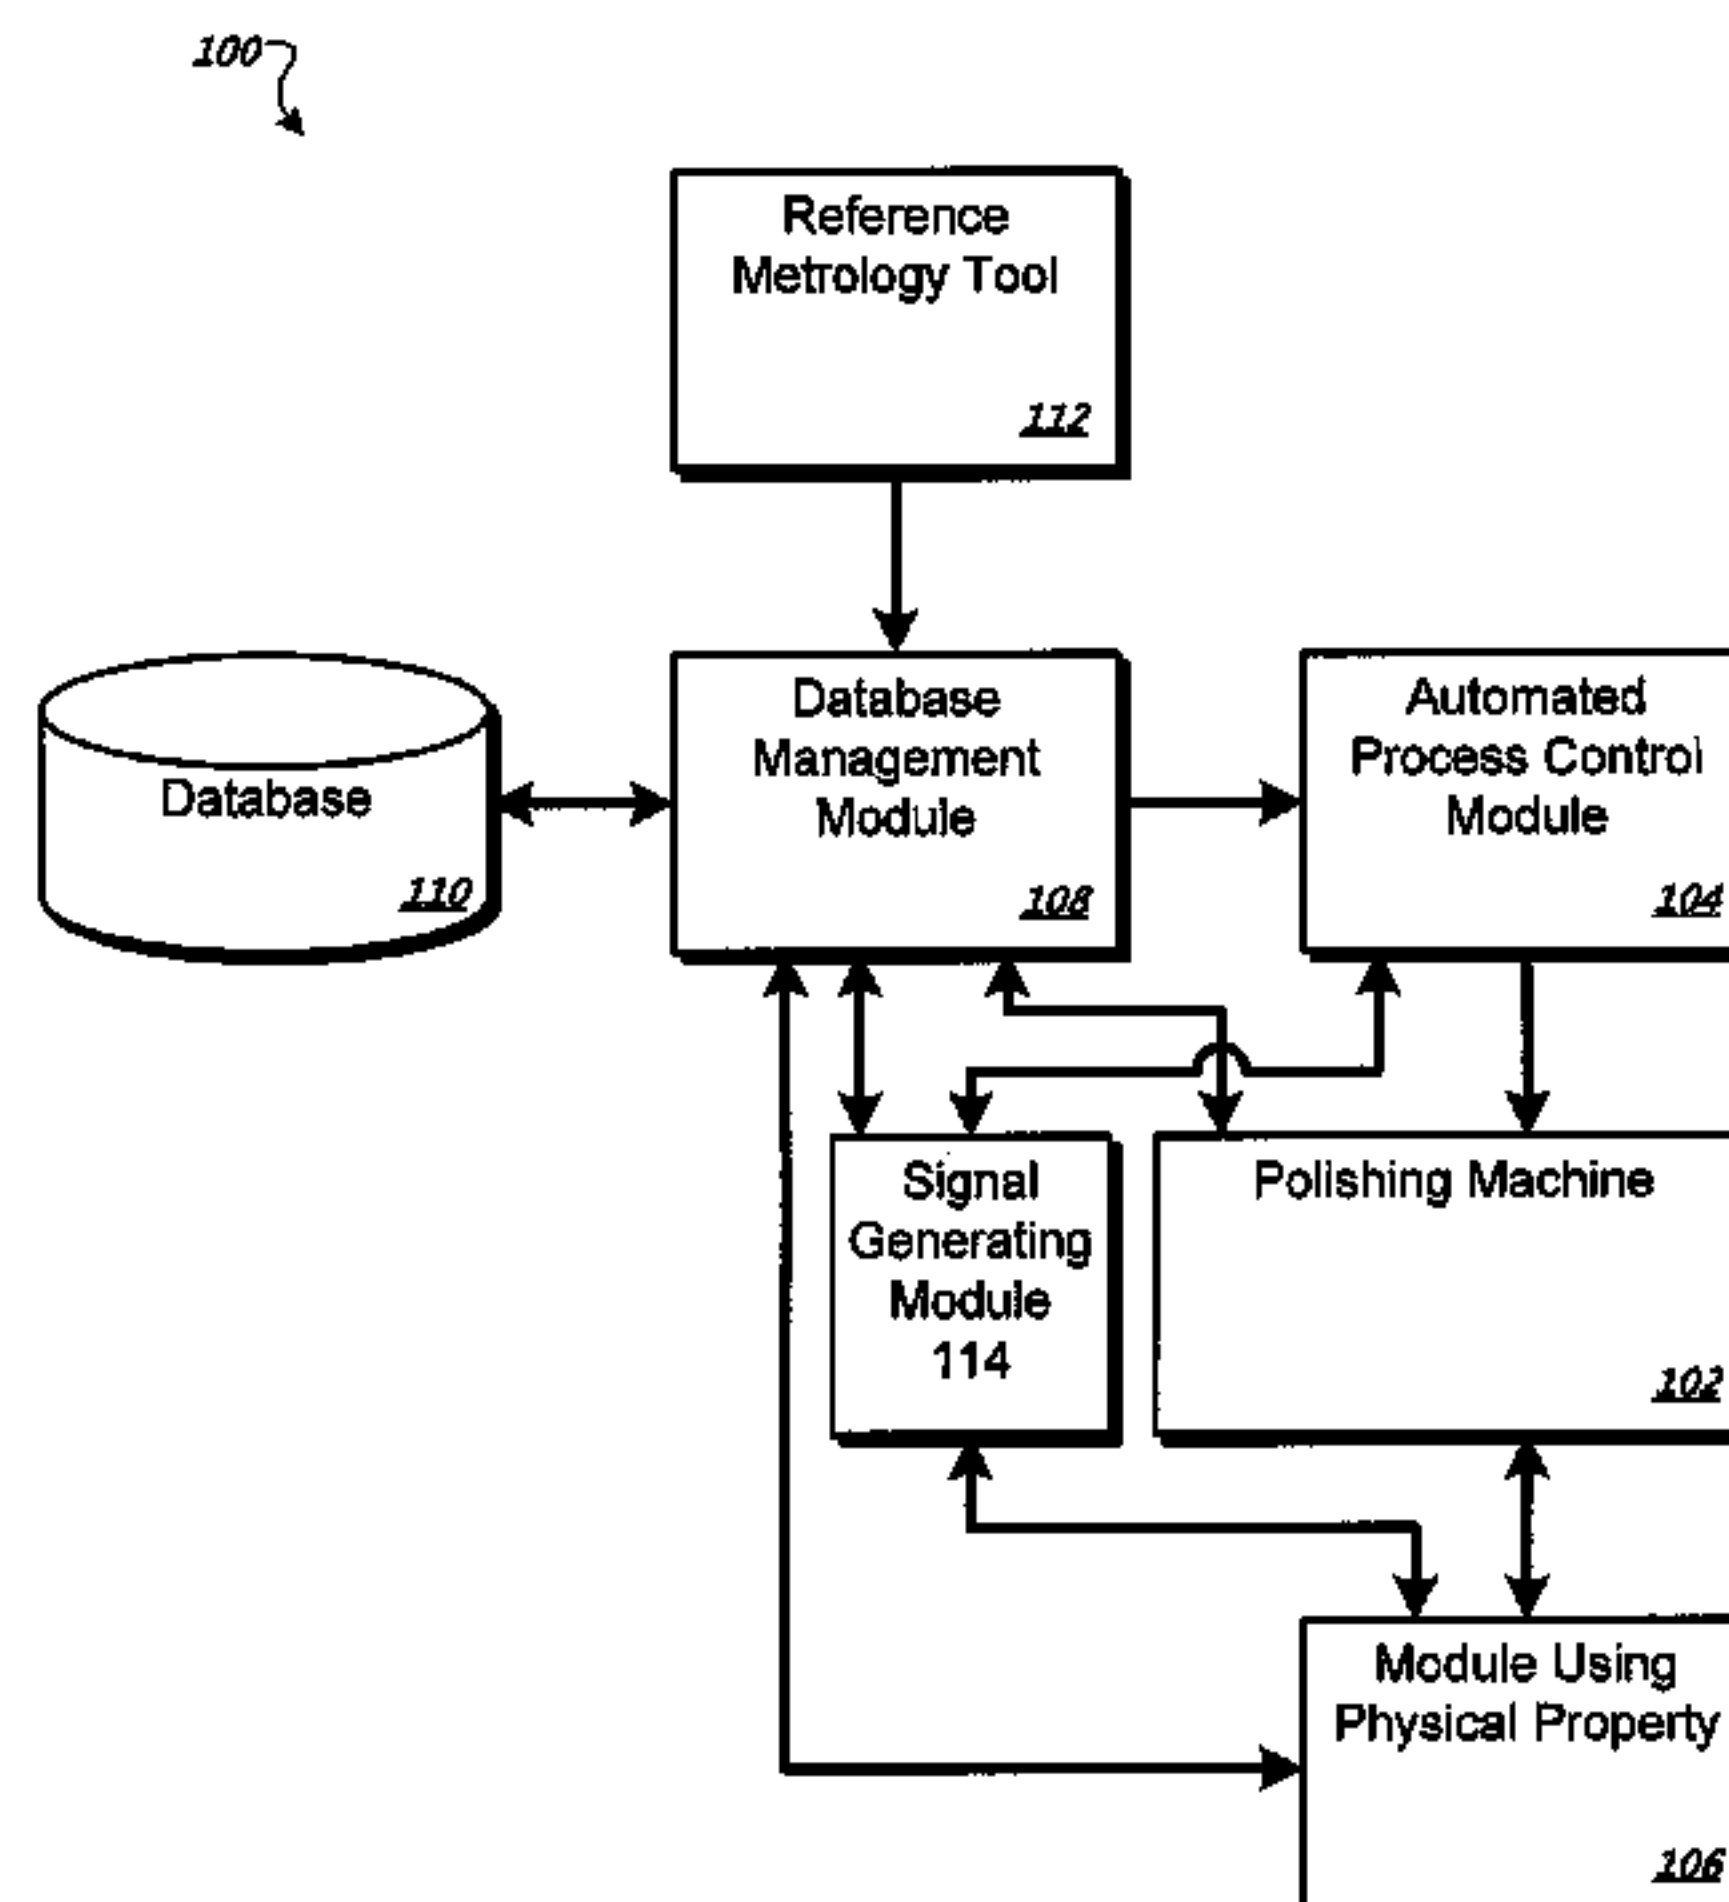 100
Reference
Metrology Tool
112
Database
110
Database
Management
Module
108
Automated
Process Control
Module
104
Signal
Generating
Module
114
Polishing Machine
102
Module Using
Physical Property
106